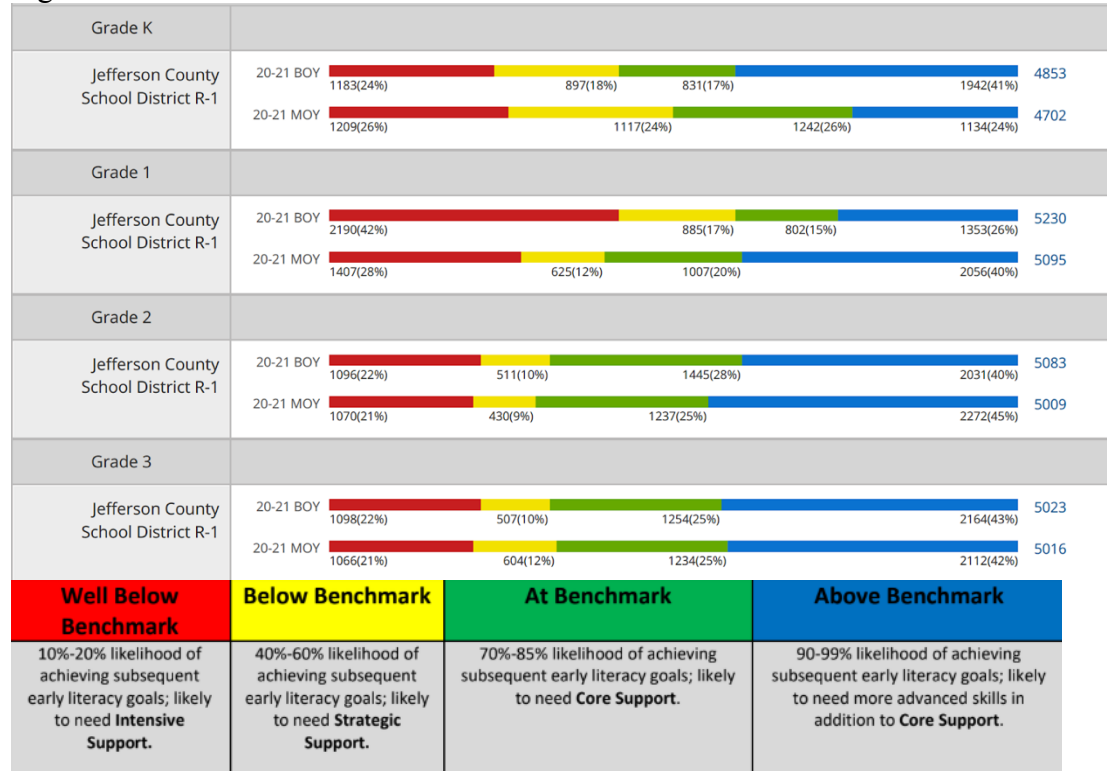 Grade K
Jefferson County
School District R-1
20-21 BOY
1183(24%) 897(18%) 831(17%) 1942(41%)
4853
20-21 MOY
1209(26%) 1117(24%) 1242(26%) 1134(24%)
4702
Grade 1
Jefferson County
School District R-1
20-21 BOY
2190(42%) 885(17%) 802(15%) 1353(26%)
5230
20-21 MOY
1407(28%) 625(12%) 1007(20%) 2056(40%)
5095
Grade 2
Jefferson County
School District R-1
20-21 BOY
1096(22%) 511(10%) 1445(28%) 2031(40%)
5083
20-21 MOY
1070(21%) 430(9%) 1237(25%) 2272(45%)
5009
Grade 3
Jefferson County
School District R-1
20-21 BOY
1098(22%) 507(10%) 1254(25%) 2164(43%)
5023
20-21 MOY
1066(21%) 604(12%) 1234(25%) 2112(42%)
5016
Well Below
Benchmark
10%-20% likelihood of
achieving subsequent
early literacy goals; likely
to need Intensive
Support.
Below Benchmark
40%-60% likelihood of
achieving subsequent
early literacy goals; likely
to need Strategic
Support.
At Benchmark
70%-85% likelihood of achieving
subsequent early literacy goals; likely
to need Core Support.
Above Benchmark
90-99% likelihood of achieving
subsequent early literacy goals; likely
to need more advanced skills in
addition to Core Support.